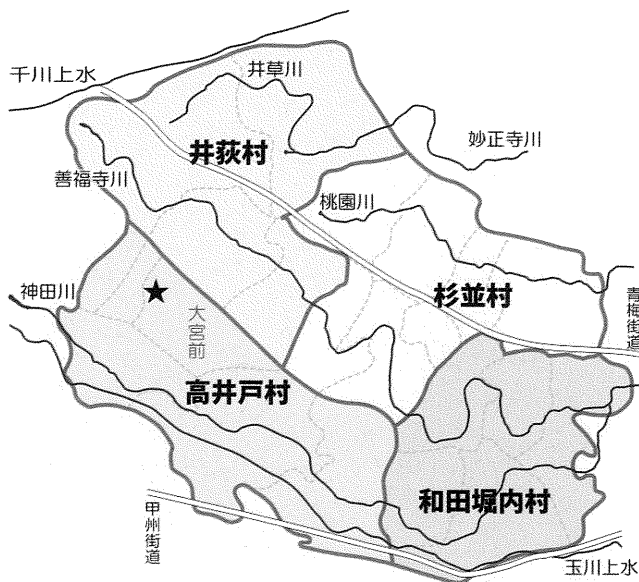 千川上水
井草川
妙正寺川
井荻村
善福寺川
桃園川
神田川
杉並村
青梅街道
大宮前
高井戸村
和田堀内村
甲州街道
玉川上水